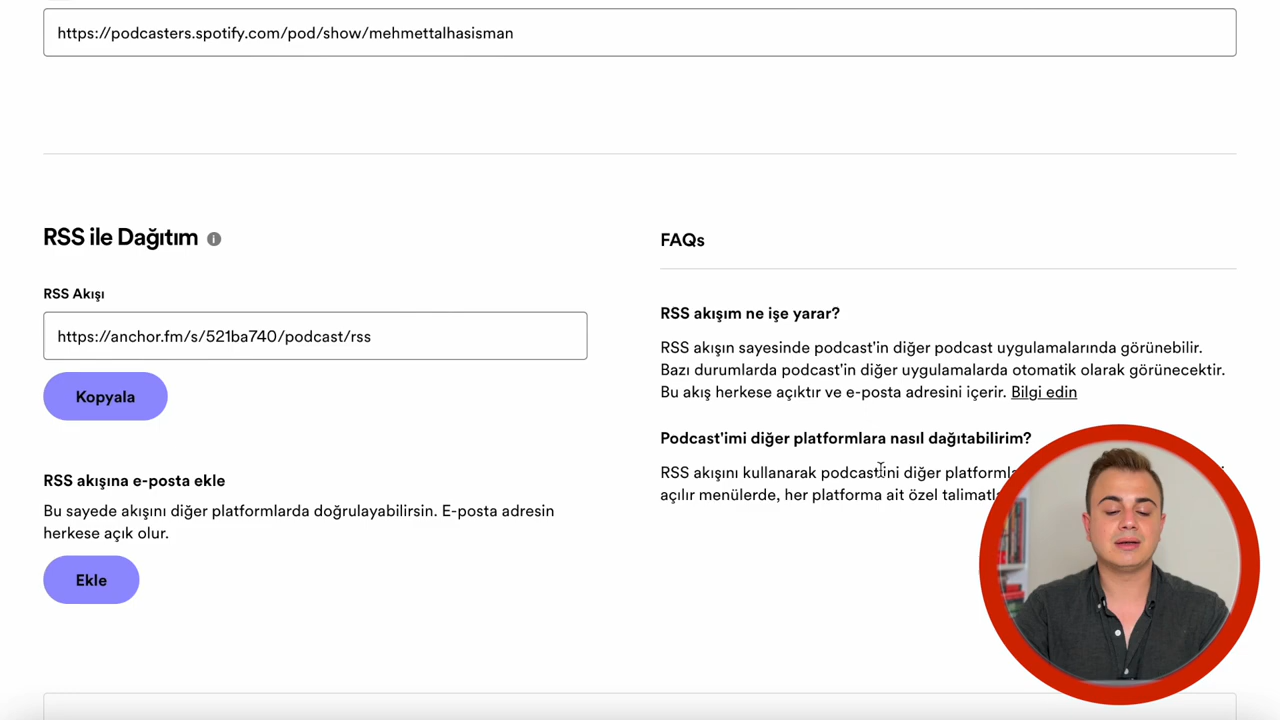 https://podcasters.spotify.com/pod/show/mehmettalhasisman
RSS ile Dağıtım
RSS Akışı
https://anchor.fm/s/521ba740/podcast/rss
Kopyala
RSS akışına e-posta ekle
Bu sayede akışını diğer platformlarda doğrulayabilirsin. E-posta adresin
herkese açık olur.
Ekle
FAQs
RSS akışım ne işe yarar?
RSS akışın sayesinde podcast'in diğer podcast uygulamalarında görünebilir.
Bazı durumlarda podcast'in diğer uygulamalarda otomatik olarak görünecektir.
Bu akış herkese açıktır ve e-posta adresini içerir. Bilgi edin
Podcast'imi diğer platformlara nasıl dağıtabilirim?
RSS akışını kullanarak podcast'ini diğer
açılır menülerde, her platforma ait özel